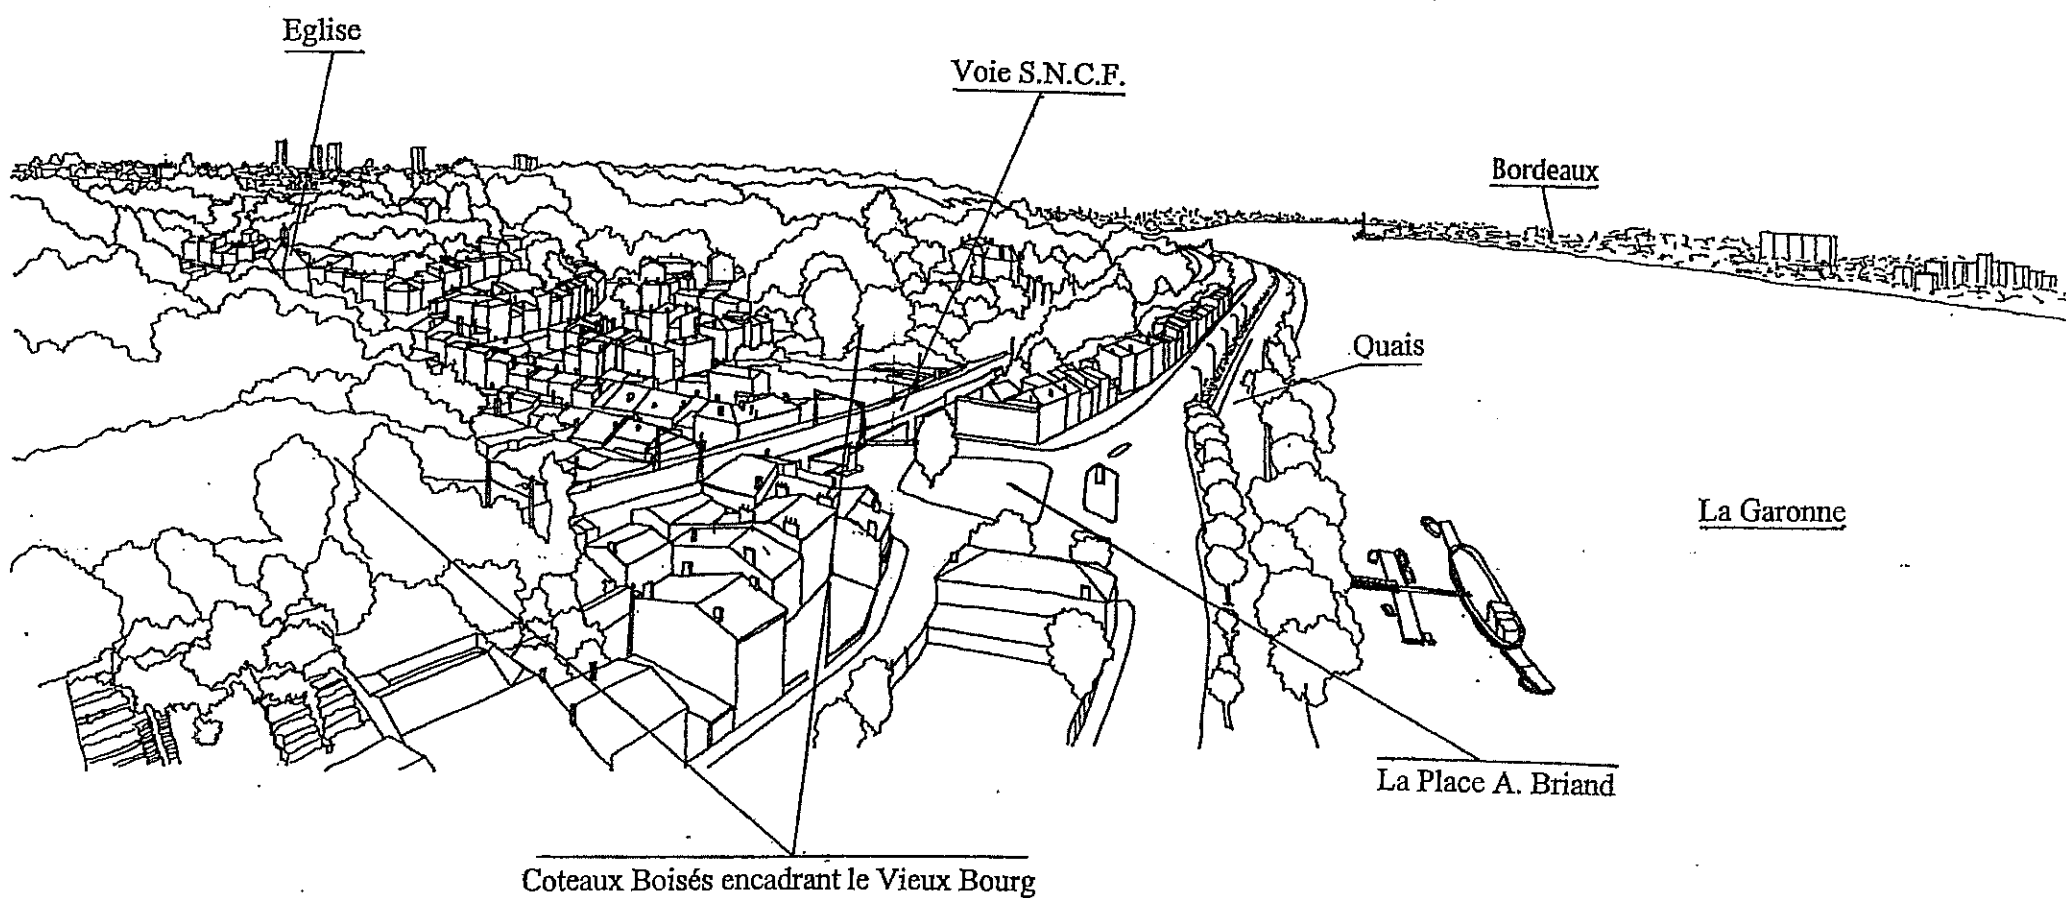 Eglise
Voie S.N.C.F.
Bordeaux
Quais
La Garonne
La Place A. Briand
Coteaux Boisés encadrant le Vieux Bourg